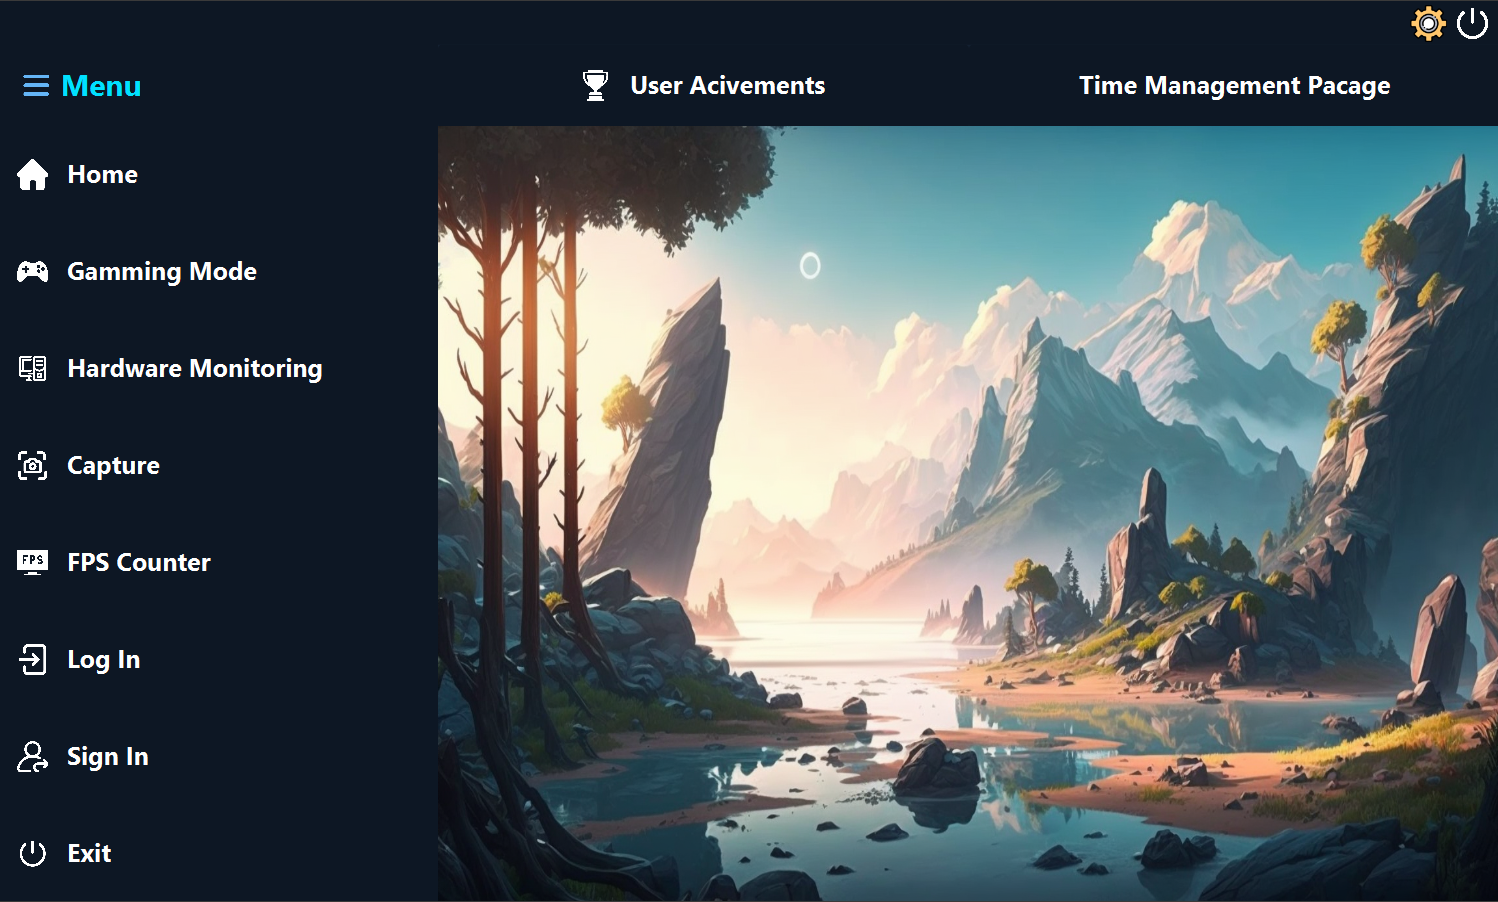 Menu
User Acivements
Time Management Pacage
Home
Gamming Mode
Hardware Monitoring
Capture
FPS
FPS Counter
Log In
Sign In
Exit